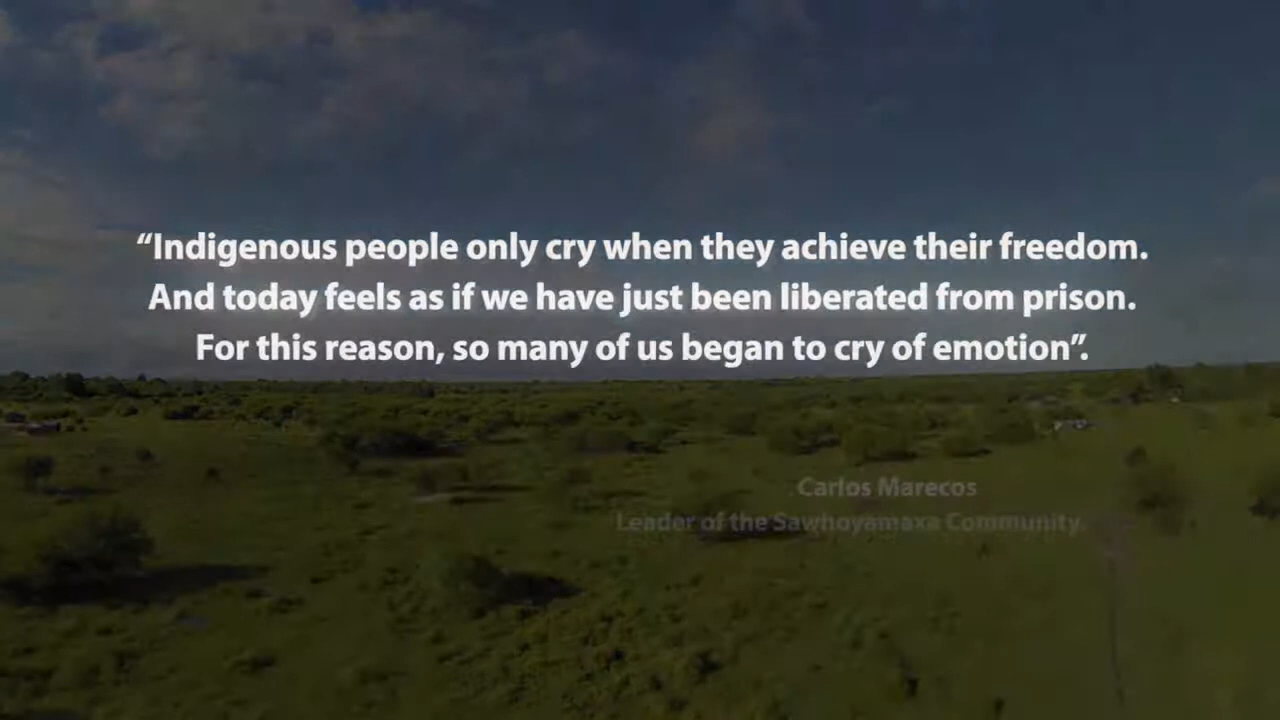 “Indigenous people only cry when they achieve their freedom.
And today feels as if we have just been liberated from prison.
For this reason, so many of us began to cry of emotion”.
Carlos Marecos
Leader of the Sawhoyamaxa Community